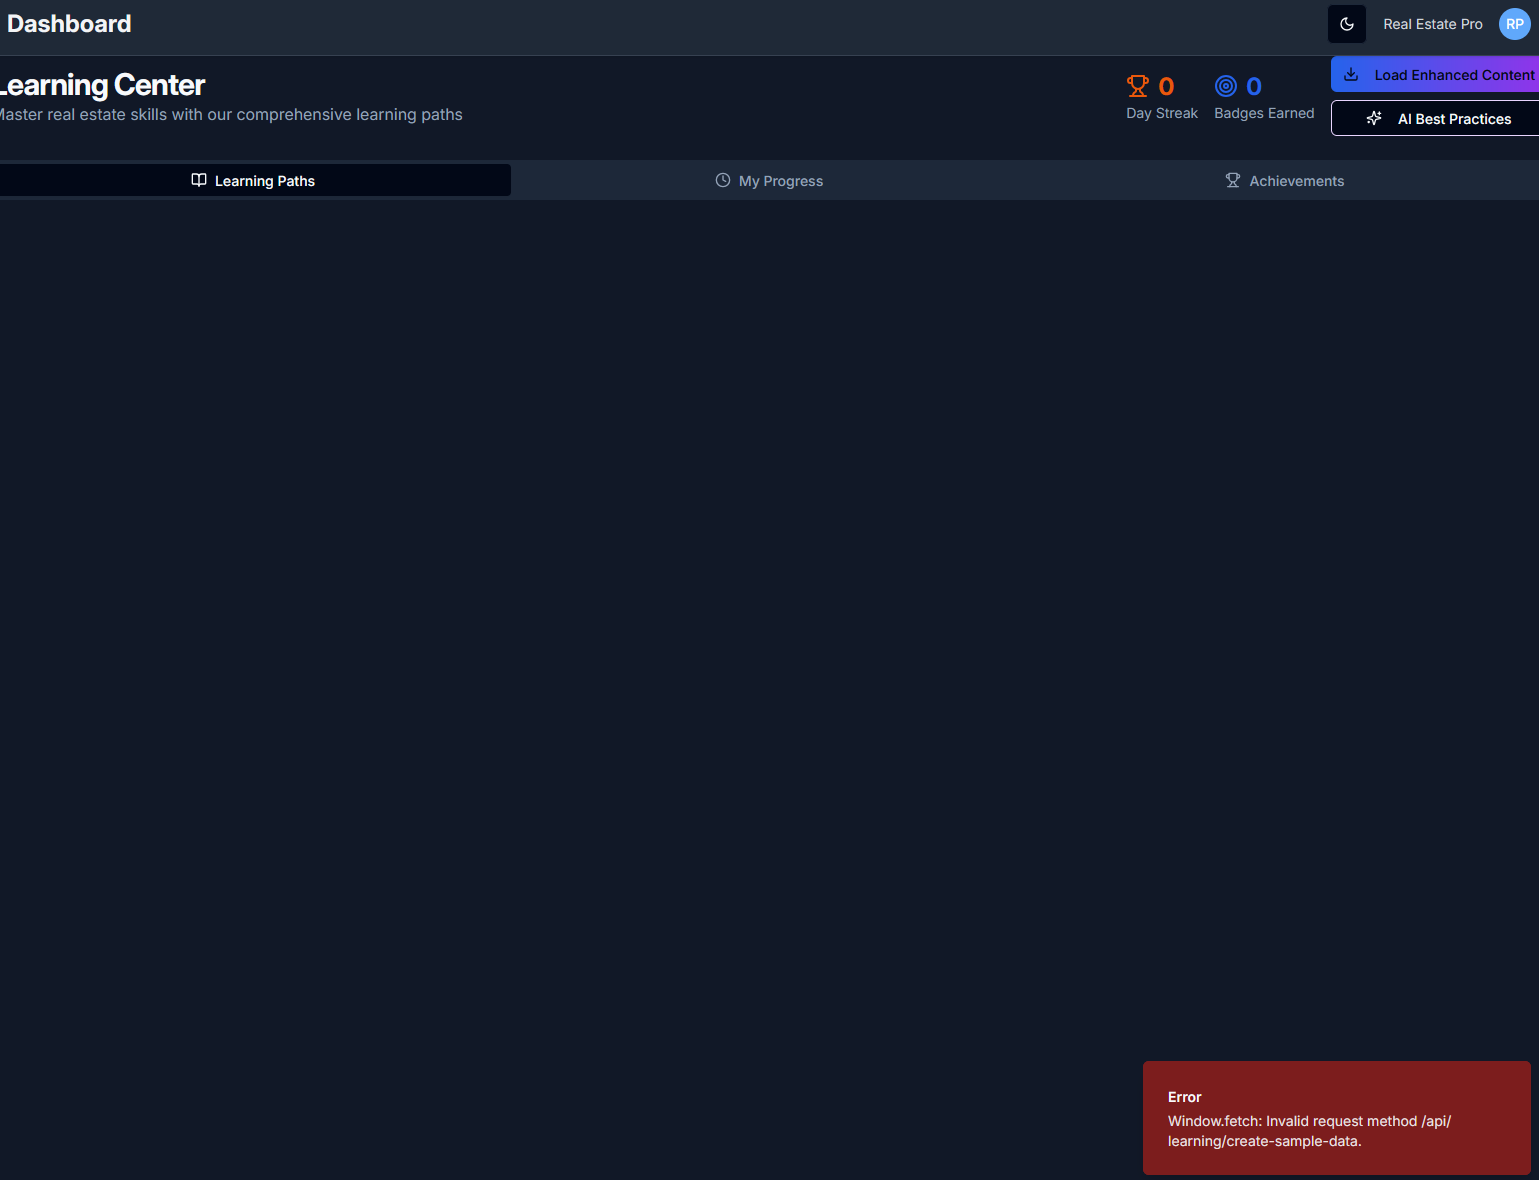 Dashboard
Real Estate Pro
RP
Learning Center
Master real estate skills with our comprehensive learning paths
0
Day Streak
0
Badges Earned
Load Enhanced Content
AI Best Practices
Learning Paths
My Progress
Achievements
Error
Window.fetch: Invalid request method /api/
learning/create-sample-data.